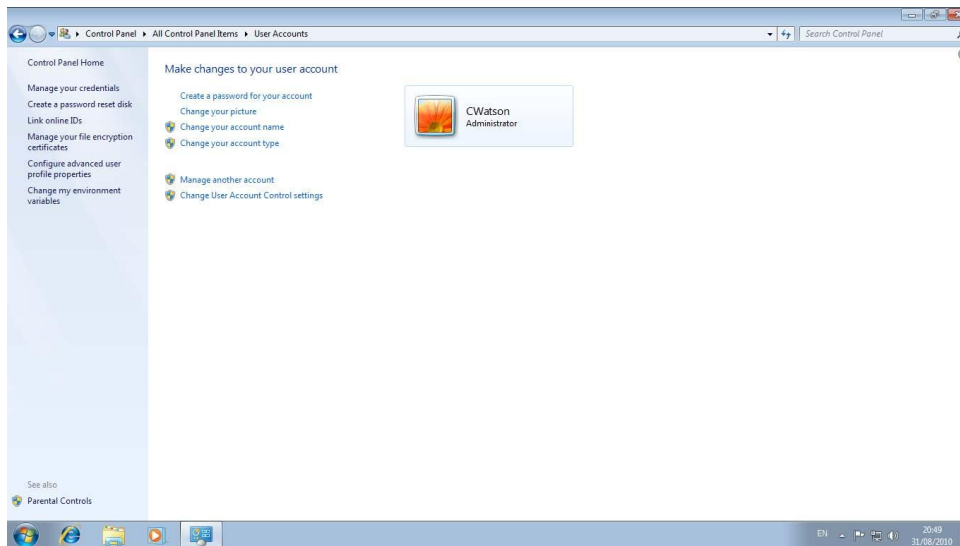 Control Panel ▸ All Control Panel Items ▸ User Accounts
Search Control Panel
Control Panel Home
Manage your credentials
Create a password reset disk
Link online IDs
Manage your file encryption
certificates
Configure advanced user
profile properties
Change my environment
variables
See also
Parental Controls
Make changes to your user account
Create a password for your account
Change your picture
Change your account name
Change your account type
Manage another account
Change User Account Control settings
CWatson
Administrator
EN
20:49
31/08/2010